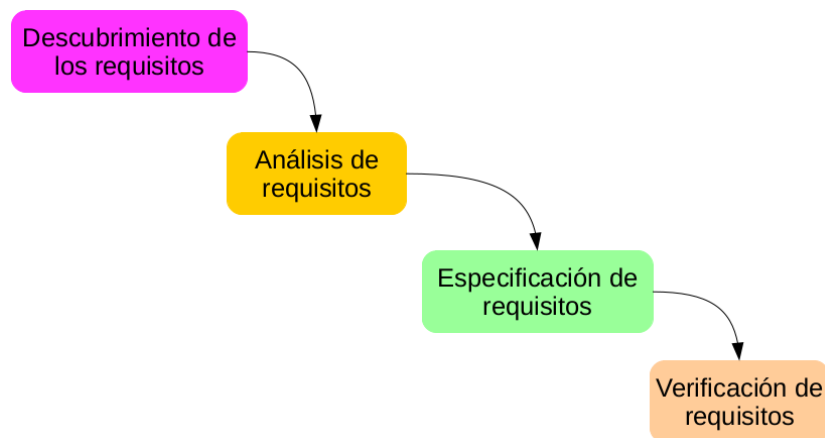 Descubrimiento de
los requisitos
Análisis de
requisitos
Especificación de
requisitos
Verificación de
requisitos